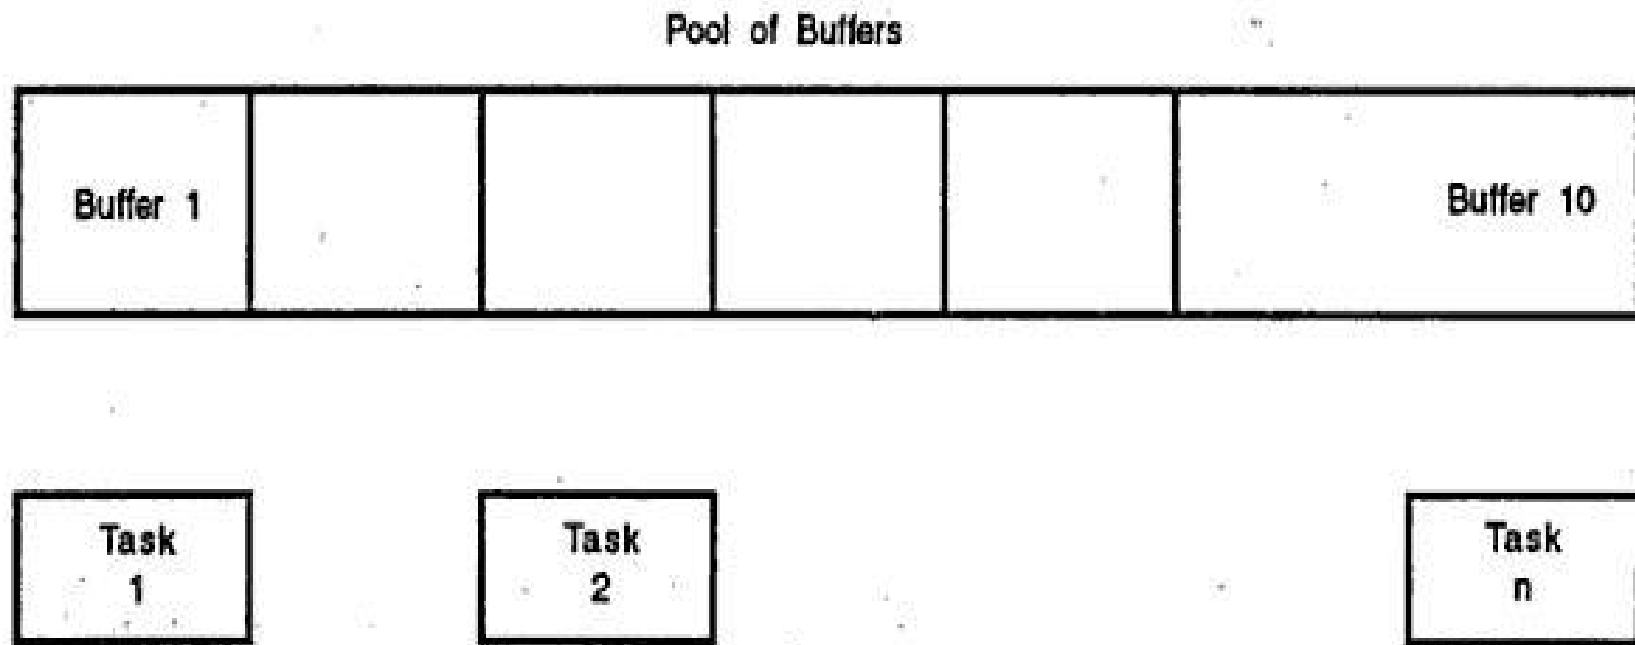 Pool of Buffers
Buffer 1
Buffer 10
Task
1
Task
2
Task
n